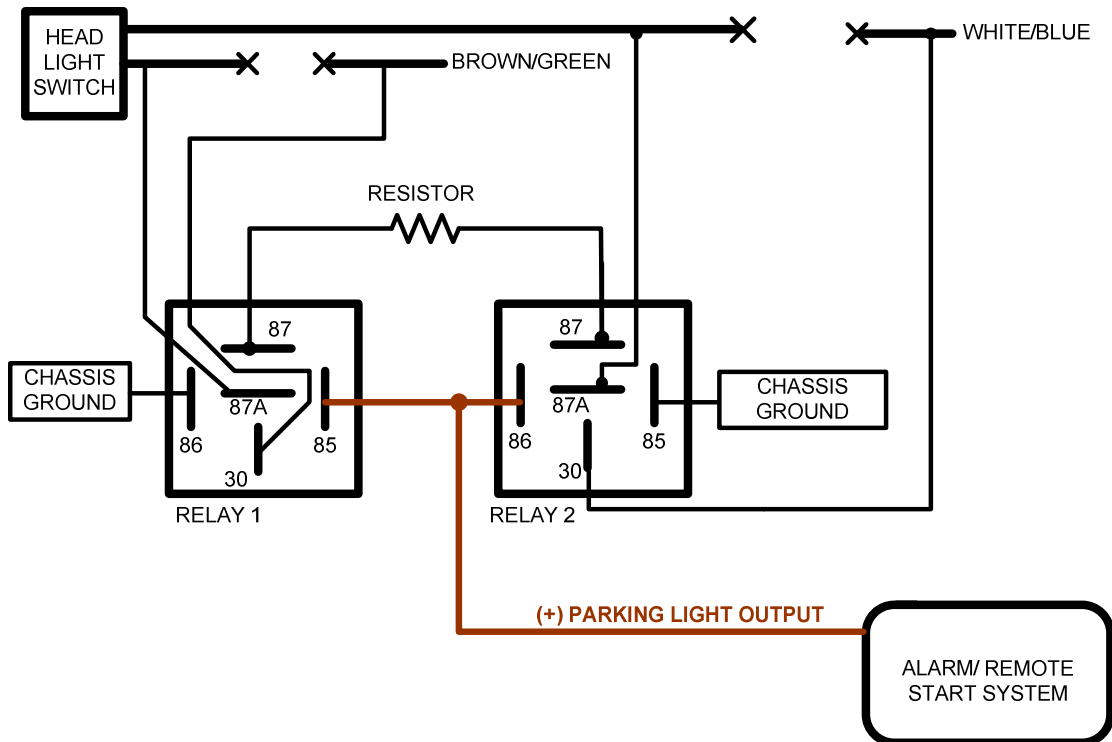 HEAD
LIGHT
SWITCH
WHITE/BLUE
BROWN/GREEN
RESISTOR
87
87A
86
85
30
RELAY 1
CHASSIS
GROUND
87
87A
86
85
30
RELAY 2
CHASSIS
GROUND
(+) PARKING LIGHT OUTPUT
ALARM/ REMOTE
START SYSTEM